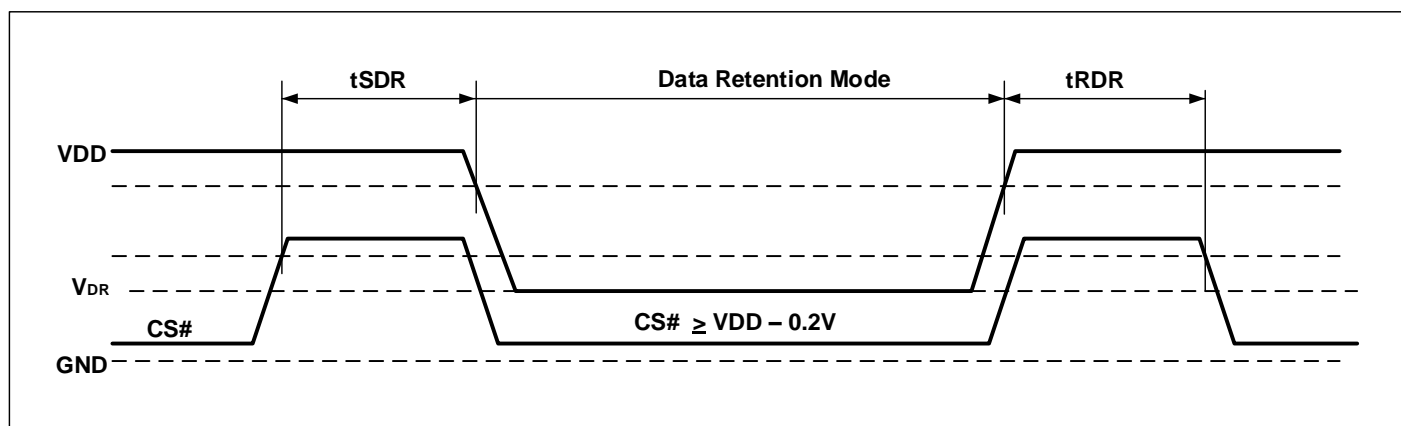 tSDR Data Retention Mode tRDR
VDD
VDR
CS# CS# ≥ VDD – 0.2V
GND